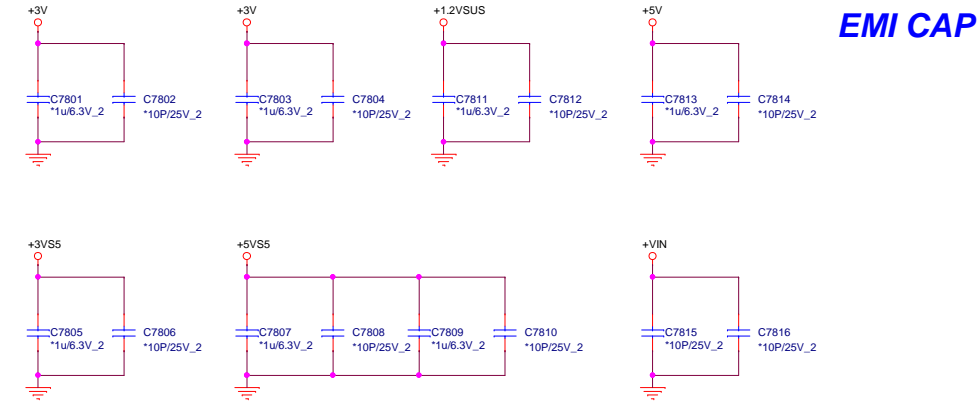 EMI CAP
+3V
C7801
*1u/6.3V_2
C7802
*10P/25V_2
+3V
C7803
*1u/6.3V_2
C7804
*10P/25V_2
+1.2VSUS
C7811
*1u/6.3V_2
C7812
*10P/25V_2
+5V
C7813
*1u/6.3V_2
C7814
*10P/25V_2
+3VS5
C7805
*1u/6.3V_2
C7806
*10P/25V_2
+5VS5
C7807
*1u/6.3V_2
C7808
*10P/25V_2
C7809
*1u/6.3V_2
C7810
*10P/25V_2
+VIN
C7815
*10P/25V_2
C7816
*10P/25V_2